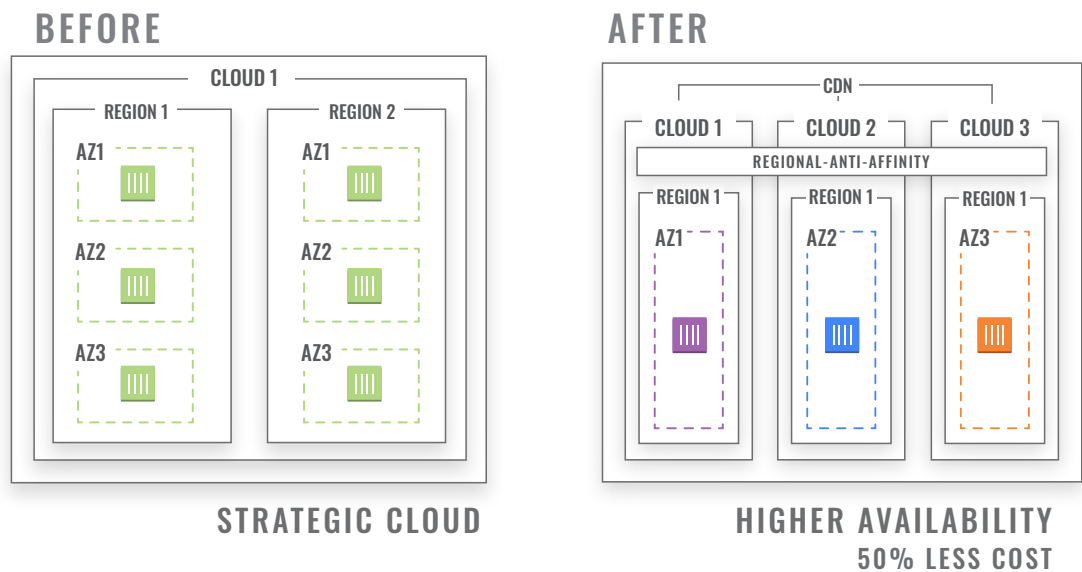 BEFORE
CLOUD 1
REGION 1
AZ1
AZ2
AZ3
REGION 2
AZ1
AZ2
AZ3
STRATEGIC CLOUD
AFTER
CDN
CLOUD 1
CLOUD 2
CLOUD 3
REGIONAL-ANTI-AFFINITY
REGION 1
AZ1
REGION 1
AZ2
REGION 1
AZ3
HIGHER AVAILABILITY
50% LESS COST